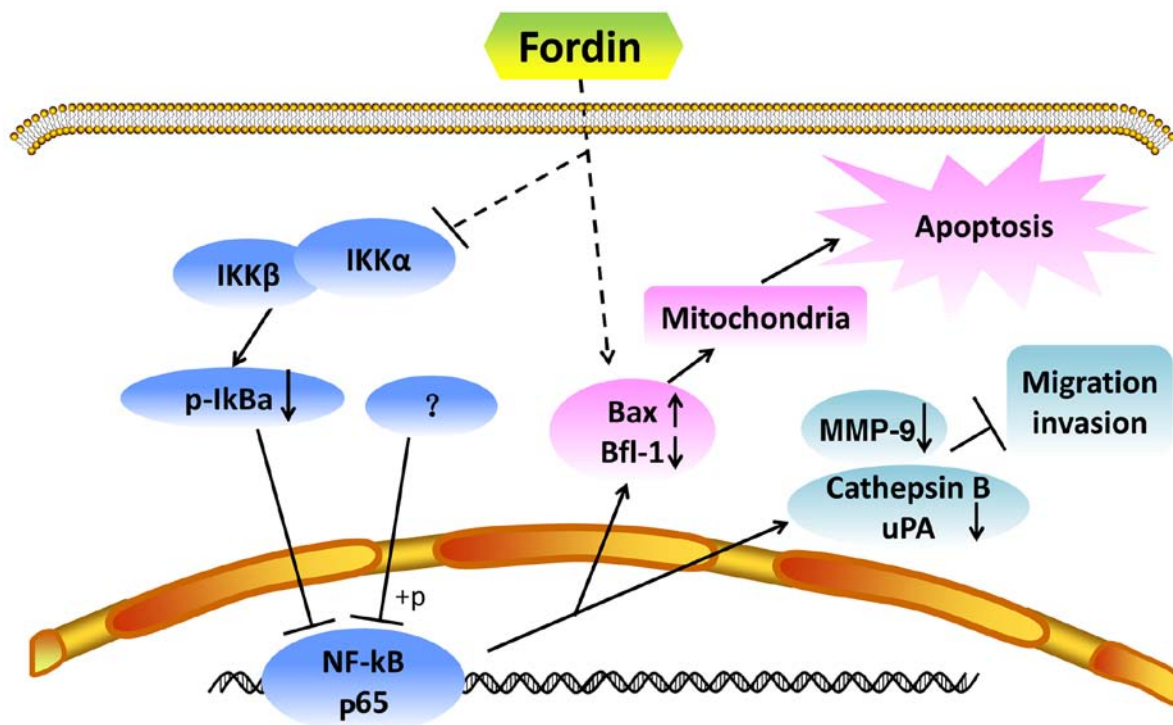 Fordin
Apoptosis
IKKβ
IKKα
Mitochondria
p-IkBa
?
Bax
Bfl-1
Migration
invasion
MMP-9
Cathepsin B
uPA
+p
NF-kB
p65